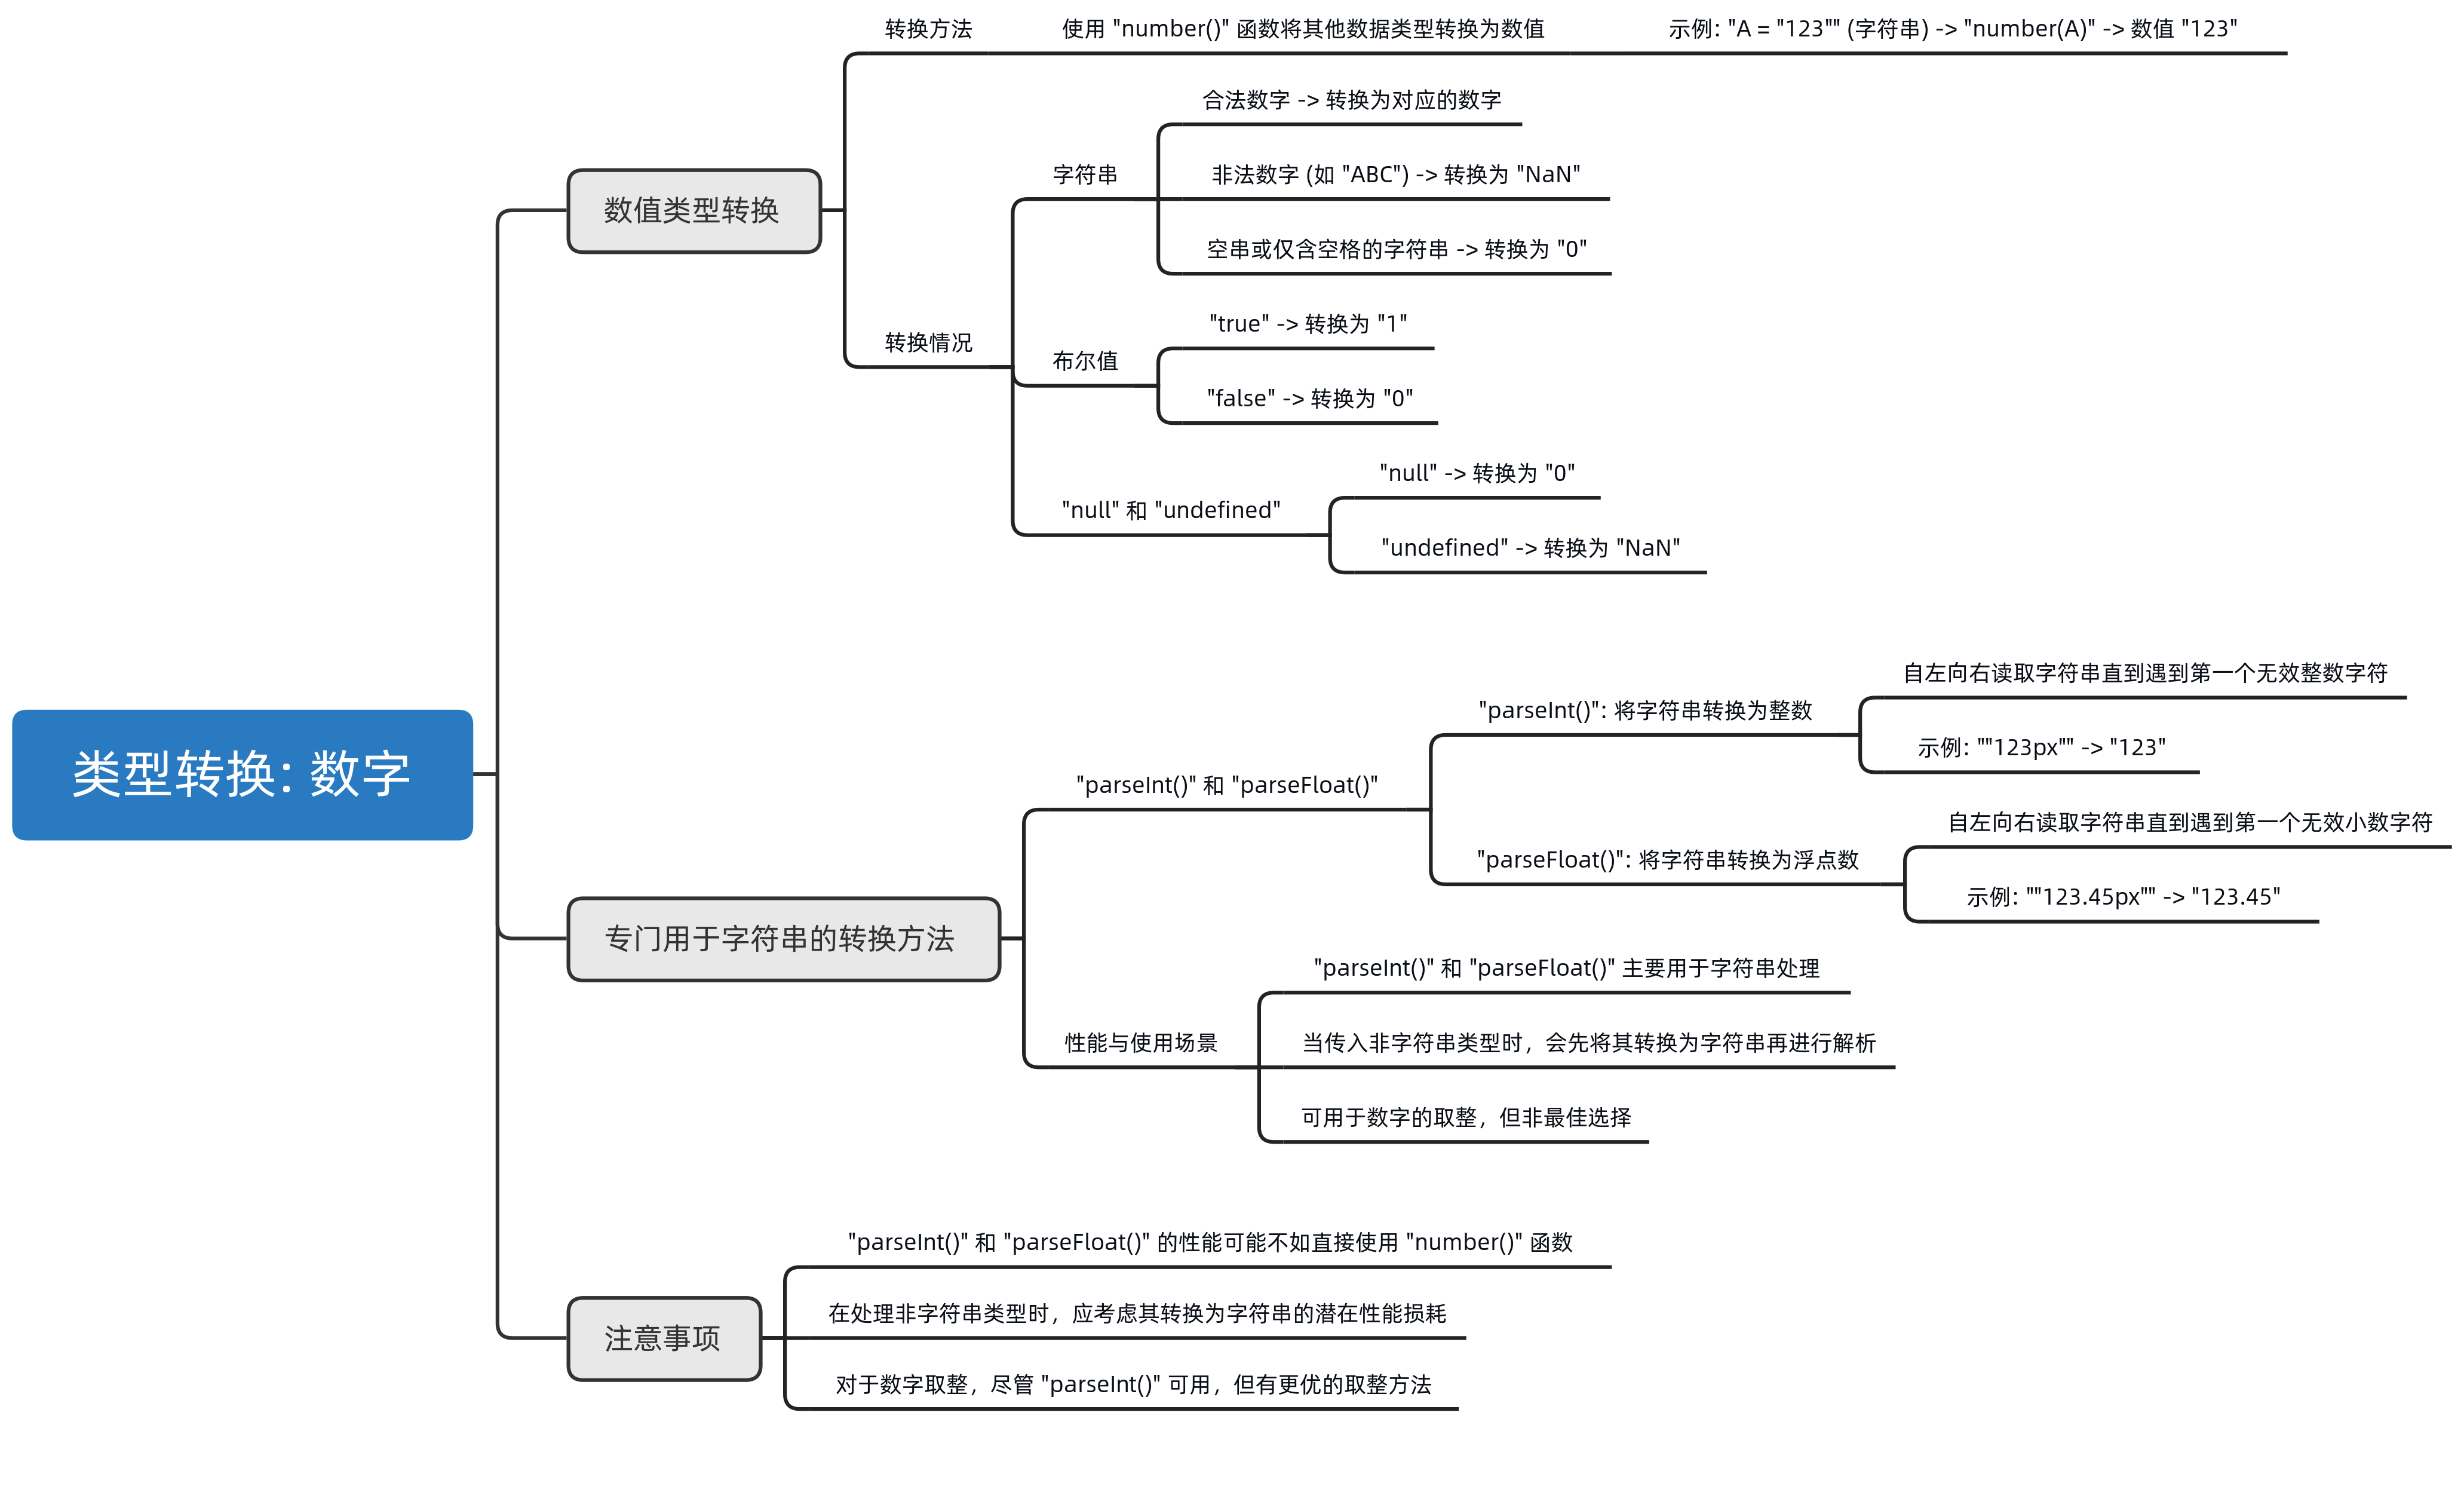 类型转换: 数字
数值类型转换
转换方法
使用 "number()" 函数将其他数据类型转换为数值
示例: "A = "123"" (字符串) -> "number(A)" -> 数值 "123"
转换情况
字符串
合法数字 -> 转换为对应的数字
非法数字 (如 "ABC") -> 转换为 "NaN"
空串或仅含空格的字符串 -> 转换为 "0"
布尔值
"true" -> 转换为 "1"
"false" -> 转换为 "0"
"null" 和 "undefined"
"null" -> 转换为 "0"
"undefined" -> 转换为 "NaN"
专门用于字符串的转换方法
"parseInt()" 和 "parseFloat()"
"parseInt()": 将字符串转换为整数
自左向右读取字符串直到遇到第一个无效整数字符
示例: ""123px"" -> "123"
"parseFloat()": 将字符串转换为浮点数
自左向右读取字符串直到遇到第一个无效小数字符
示例: ""123.45px"" -> "123.45"
性能与使用场景
"parseInt()" 和 "parseFloat()" 主要用于字符串处理
当传入非字符串类型时，会先将其转换为字符串再进行解析
可用于数字的取整，但非最佳选择
注意事项
"parseInt()" 和 "parseFloat()" 的性能可能不如直接使用 "number()" 函数
在处理非字符串类型时，应考虑其转换为字符串的潜在性能损耗
对于数字取整，尽管 "parseInt()" 可用，但有更优的取整方法